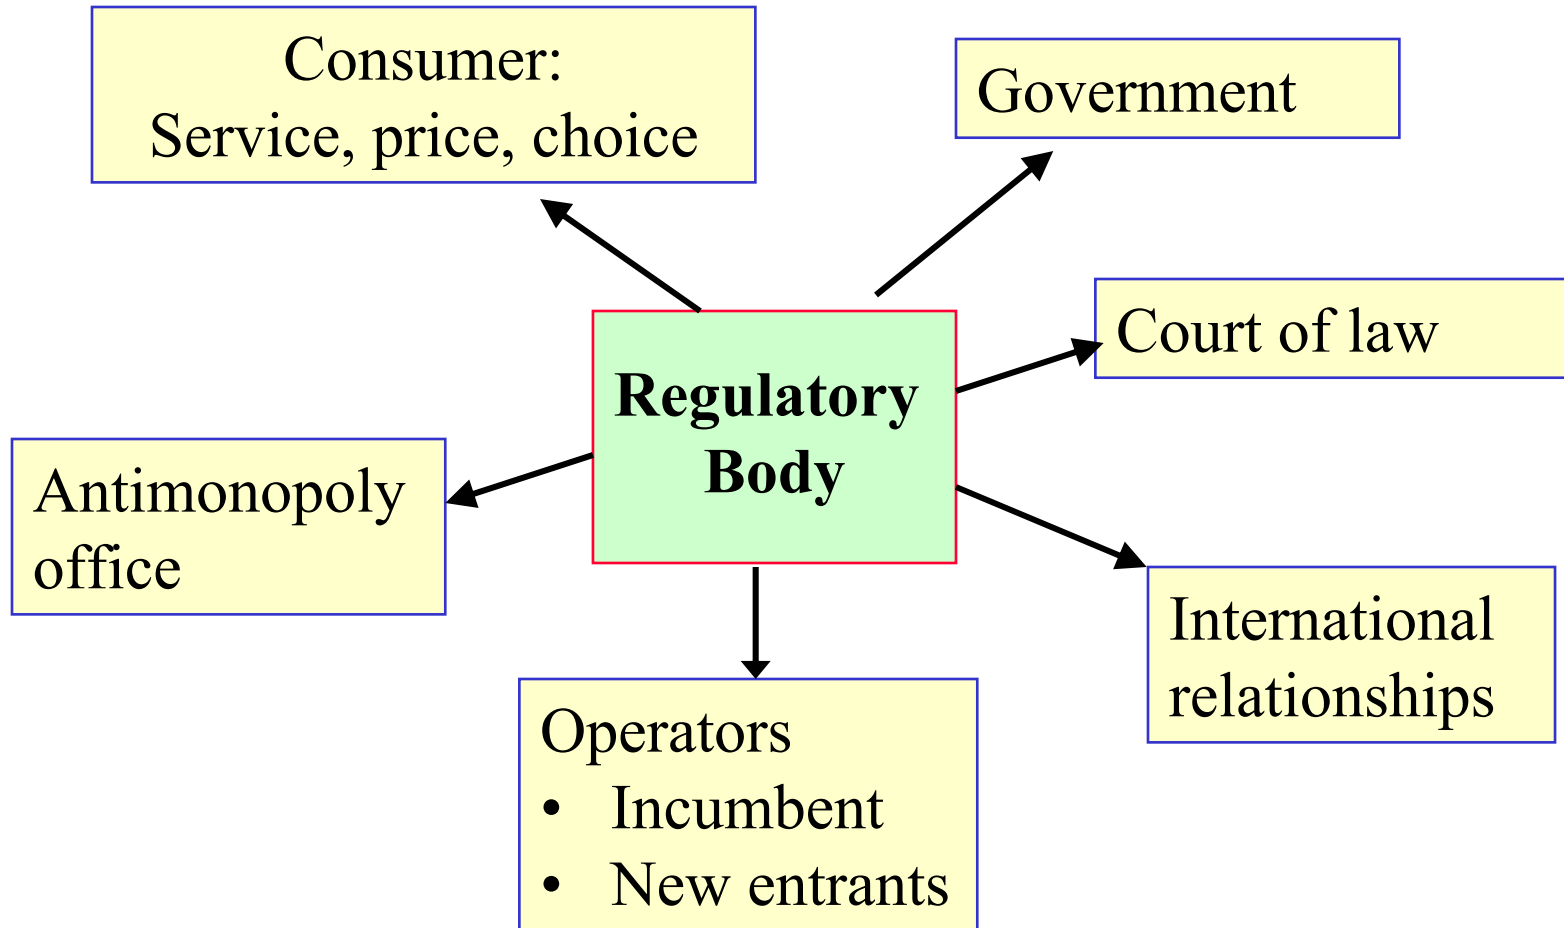 Consumer:
Service, price, choice
Government
Court of law
Regulatory
Body
Antimonopoly
office
International
relationships
Operators
• Incumbent
• New entrants